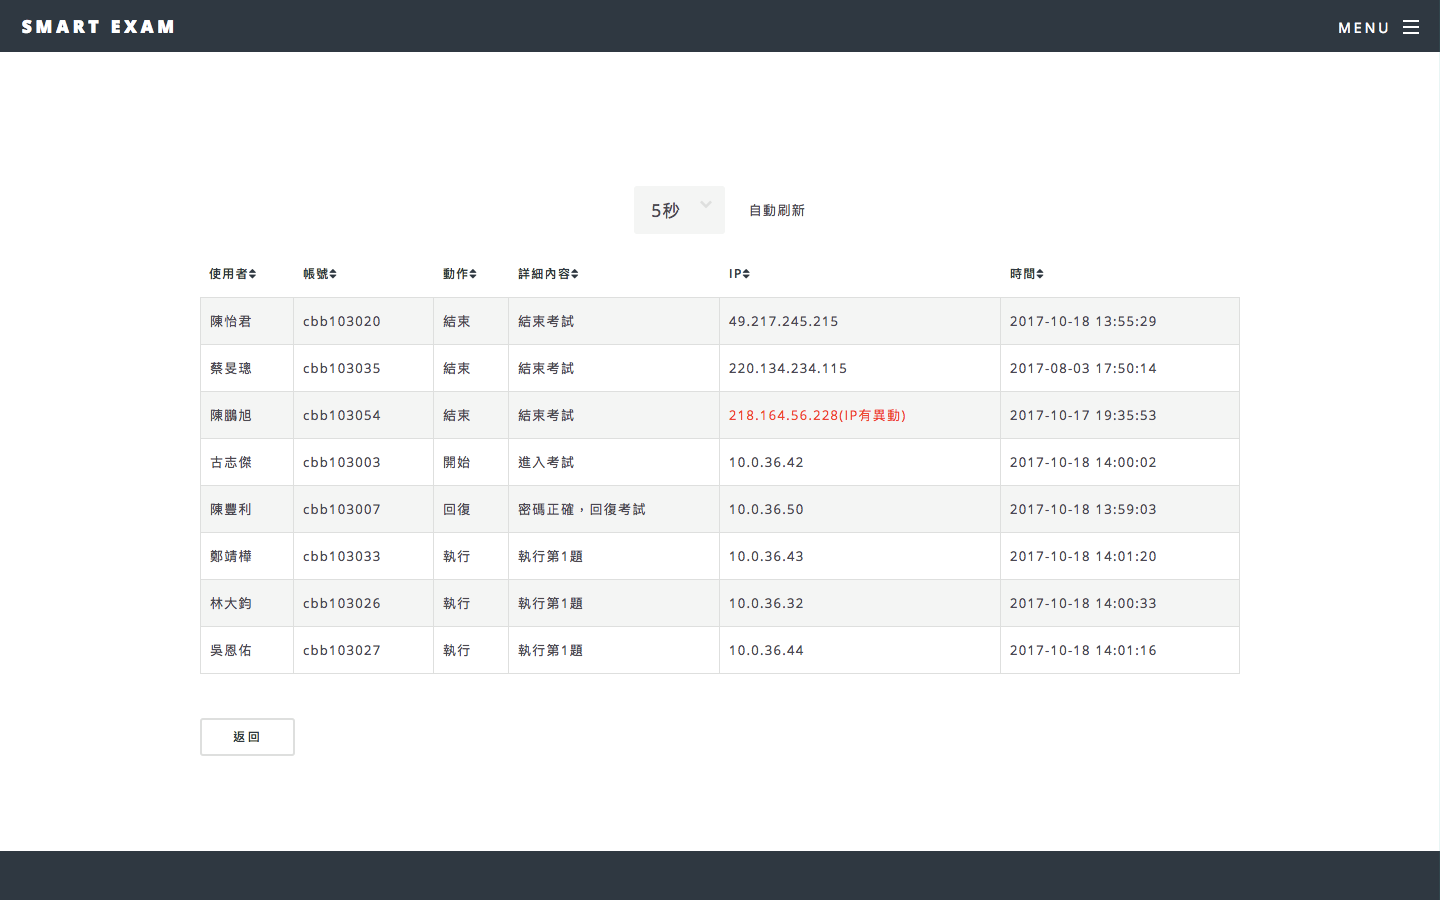 SMART EXAM MENU
5秒 自動刷新
使用者 帳號 動作 詳細內容 IP 時間
陳怡君 cbb103020 結束 結束考試 49.217.245.215 2017-10-18 13:55:29
蔡旻璁 cbb103035 結束 結束考試 220.134.234.115 2017-08-03 17:50:14
陳鵬旭 cbb103054 結束 結束考試 218.164.56.228(IP有異動) 2017-10-17 19:35:53
古志傑 cbb103003 開始 進入考試 10.0.36.42 2017-10-18 14:00:02
陳豐利 cbb103007 回復 密碼正確，回復考試 10.0.36.50 2017-10-18 13:59:03
鄭靖樺 cbb103033 執行 執行第1題 10.0.36.43 2017-10-18 14:01:20
林大鈞 cbb103026 執行 執行第1題 10.0.36.32 2017-10-18 14:00:33
吳恩佑 cbb103027 執行 執行第1題 10.0.36.44 2017-10-18 14:01:16
返回